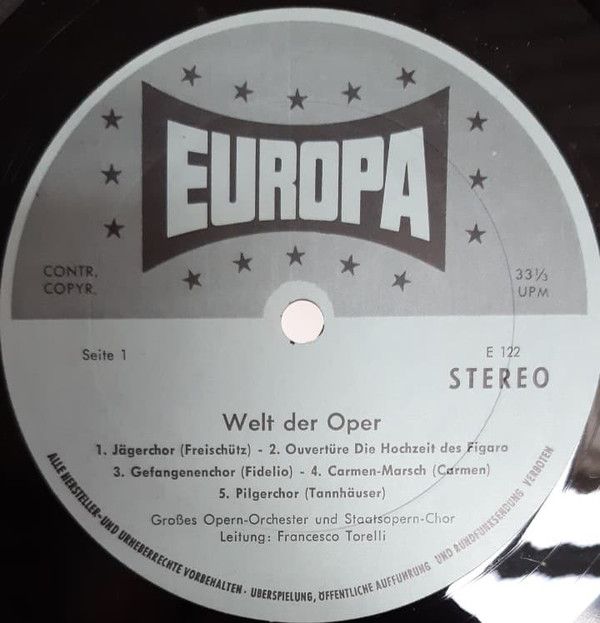 EUROPA
CONTR.
COPYR.
33⅓
UPM
Seite 1
E 122
STEREO
Welt der Oper
1. Jägerchor (Freischütz) - 2. Ouvertüre Die Hochzeit des Figaro
3. Gefangenenchor (Fidelio) - 4. Carmen-Marsch (Carmen)
5. Pilgerchor (Tannhäuser)
Großes Opern-Orchester und Staatsopern-Chor
Leitung: Francesco Torelli
ALLE HERSTELLER- UND URHEBERRECHTE VORBEHALTEN · ÜBERSPIELUNG, ÖFFENTLICHE AUFFÜHRUNG UND RUNDFUNKSENDUNG VERBOTEN